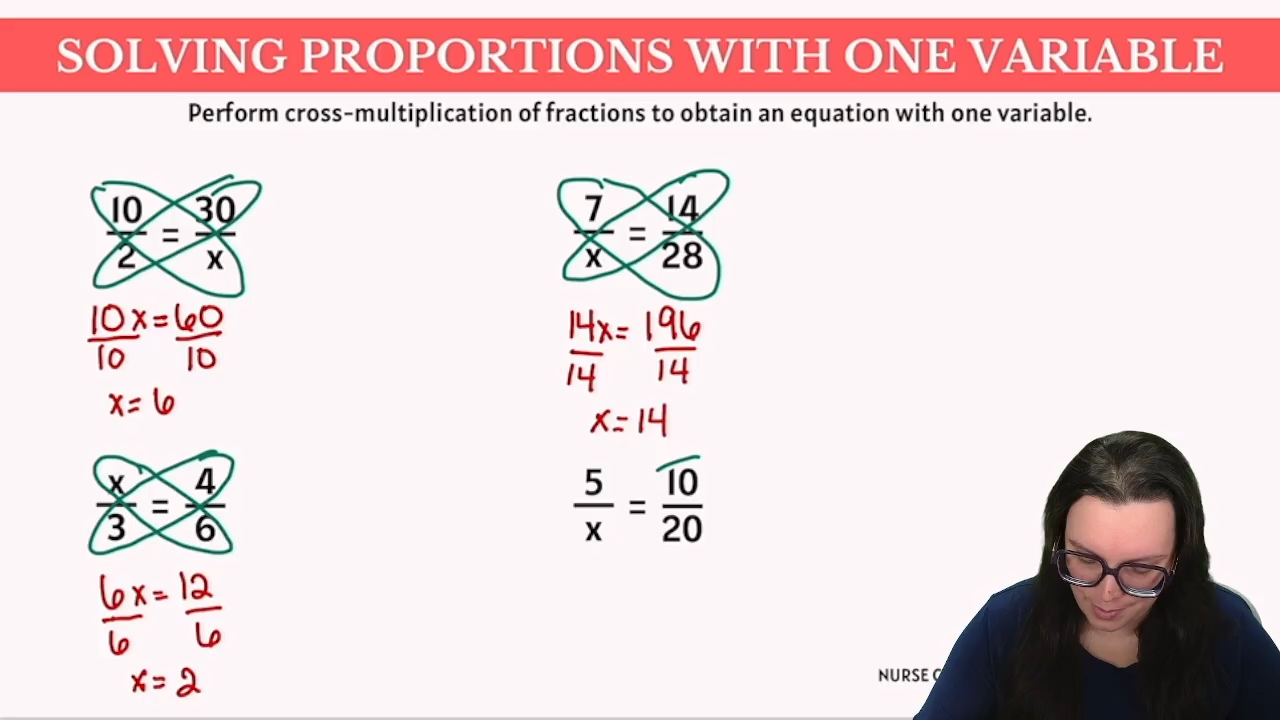 SOLVING PROPORTIONS WITH ONE VARIABLE
Perform cross-multiplication of fractions to obtain an equation with one variable.
10/2 = 30/x
10x = 60
10 10
x = 6
x/3 = 4/6
6x = 12
6 6
x = 2
7/x = 14/28
14x = 196
14 14
x = 14
5/x = 10/20
NURSE